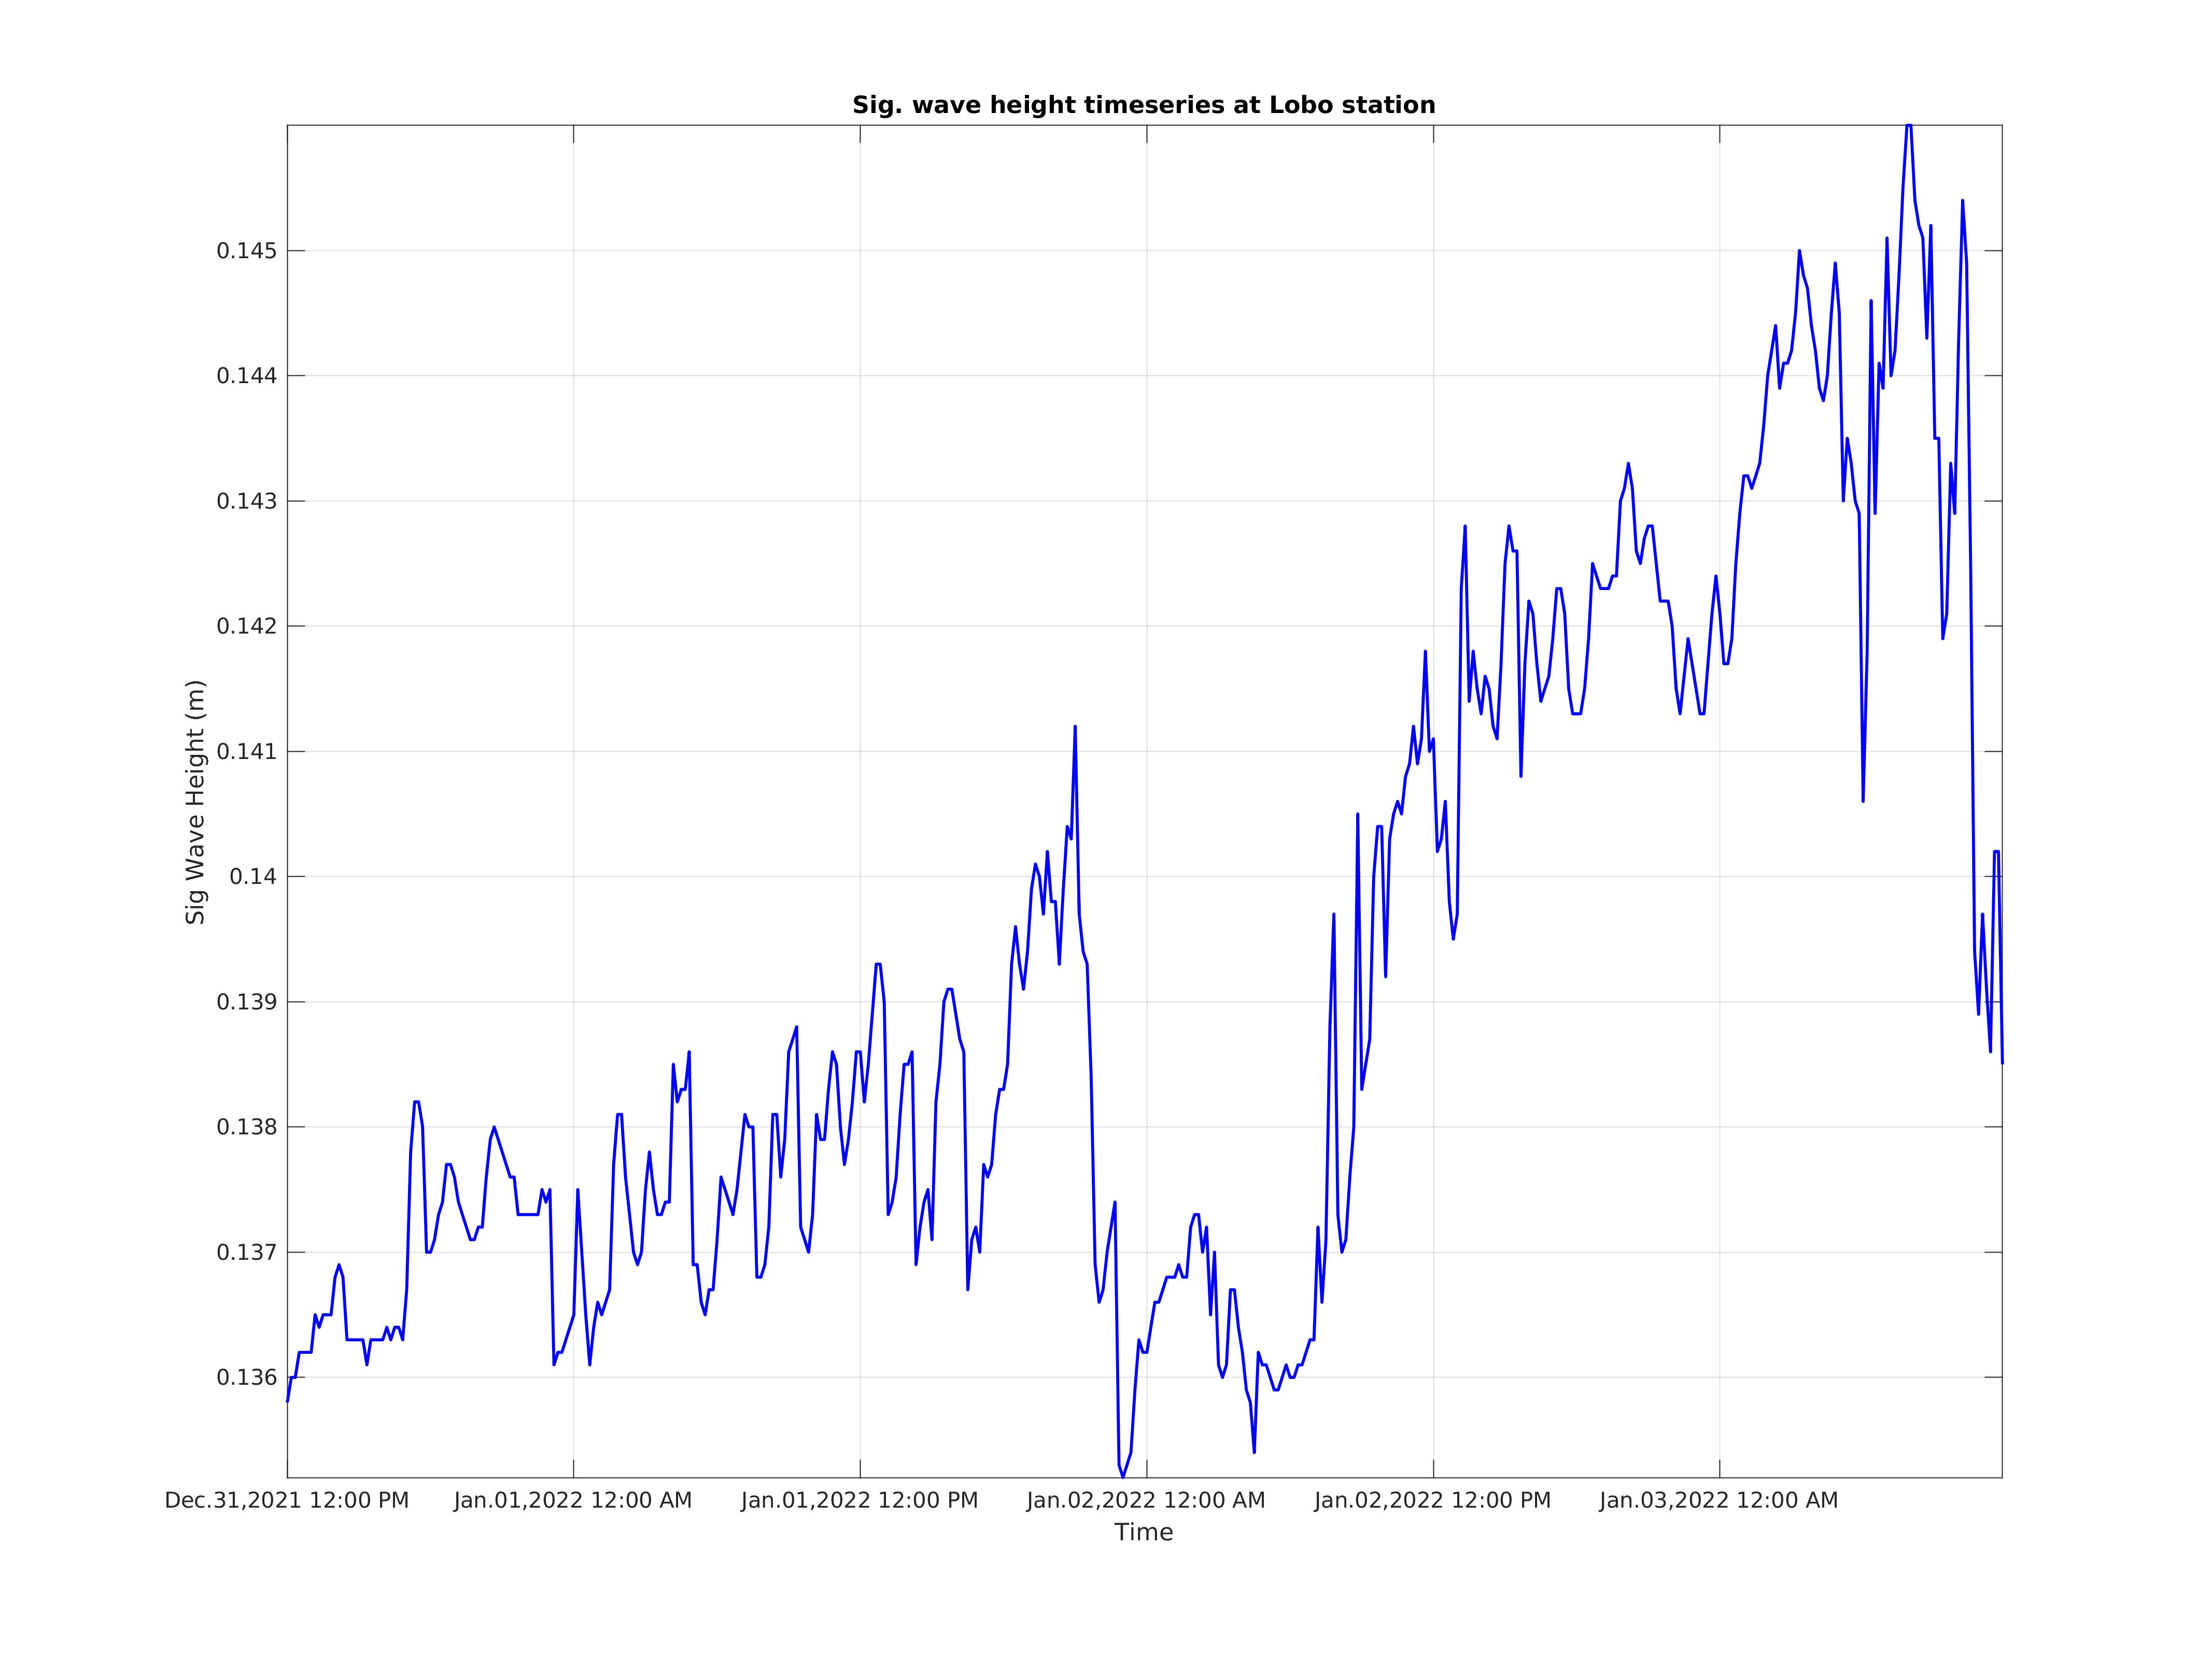 Sig. wave height timeseries at Lobo station
0.145
0.144
0.143
0.142
0.141
0.14
0.139
0.138
0.137
0.136
Sig Wave Height (m)
Dec.31,2021 12:00 PM
Jan.01,2022 12:00 AM
Jan.01,2022 12:00 PM
Jan.02,2022 12:00 AM
Jan.02,2022 12:00 PM
Jan.03,2022 12:00 AM
Time